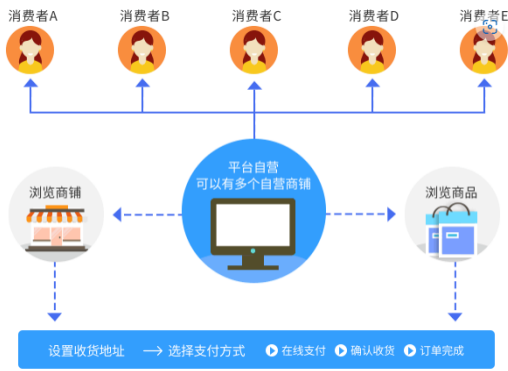 消费者A
消费者B
消费者C
消费者D
消费者E
平台自营
可以有多个自营商铺
浏览商铺
浏览商品
设置收货地址
选择支付方式
在线支付
确认收货
订单完成